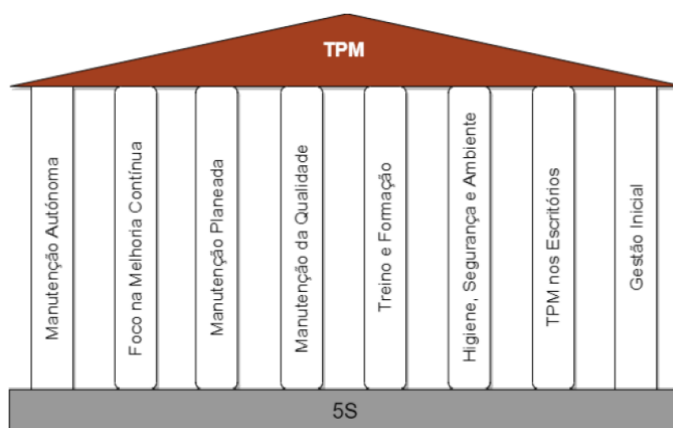 TPM
Manutenção Autónoma
Foco na Melhoria Contínua
Manutenção Planeada
Manutenção da Qualidade
Treino e Formação
Higiene, Segurança e Ambiente
TPM nos Escritórios
Gestão Inicial
5S